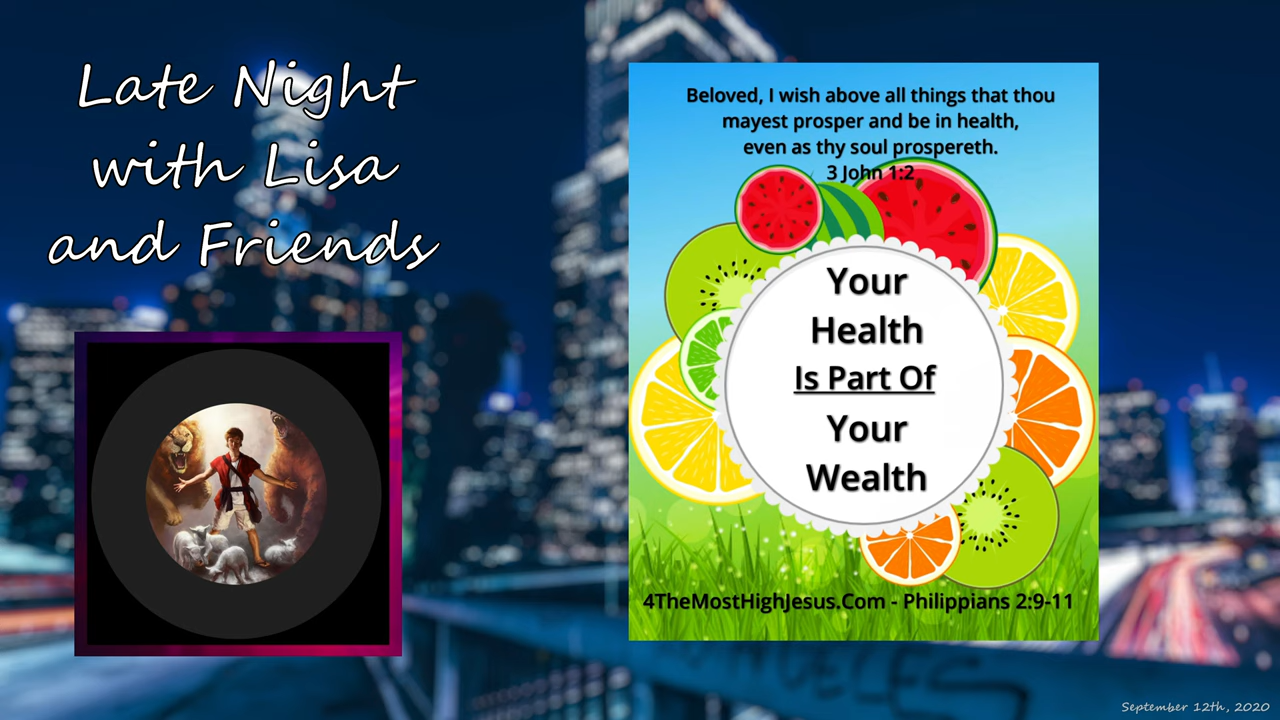 Late Night
with Lisa
and Friends
Beloved, I wish above all things that thou
mayest prosper and be in health,
even as thy soul prospereth.
3 John 1:2
Your
Health
Is Part Of
Your
Wealth
4TheMostHighJesus.Com - Philippians 2:9-11
September 12th, 2020